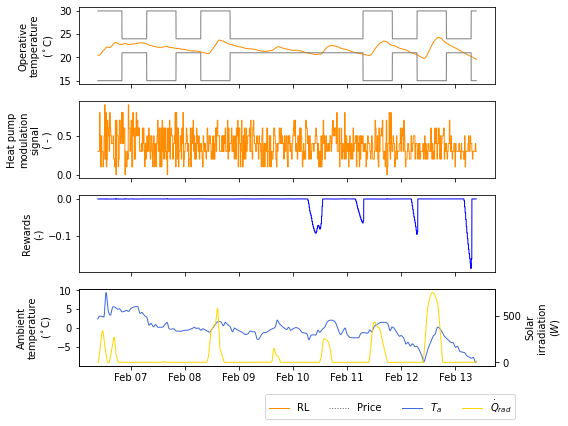 Operative
temperature
(°C)
30
25
20
15
Heat pump
modulation
signal
( - )
0.5
0.0
Rewards
(-)
0.0
−0.1
Ambient
temperature
(°C)
10
5
0
−5
500
0
Solar
irradiation
(W)
Feb 07 Feb 08 Feb 09 Feb 10 Feb 11 Feb 12 Feb 13
RL Price Tₐ Q̇rad